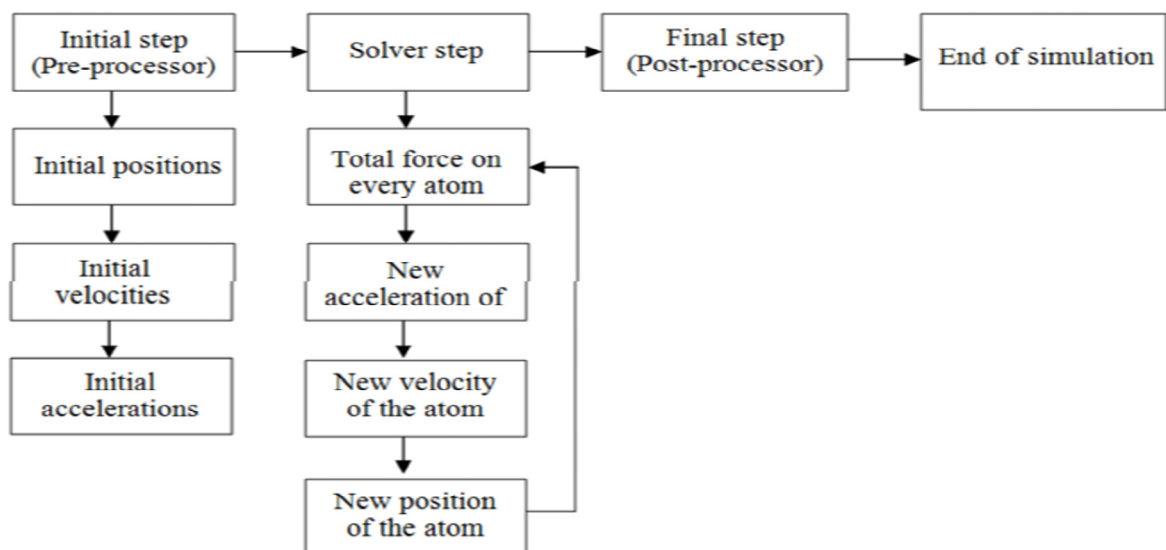 Initial step
(Pre-processor)
Solver step
Final step
(Post-processor)
End of simulation
Initial positions
Total force on
every atom
Initial
velocities
New
acceleration of
Initial
accelerations
New velocity
of the atom
New position
of the atom